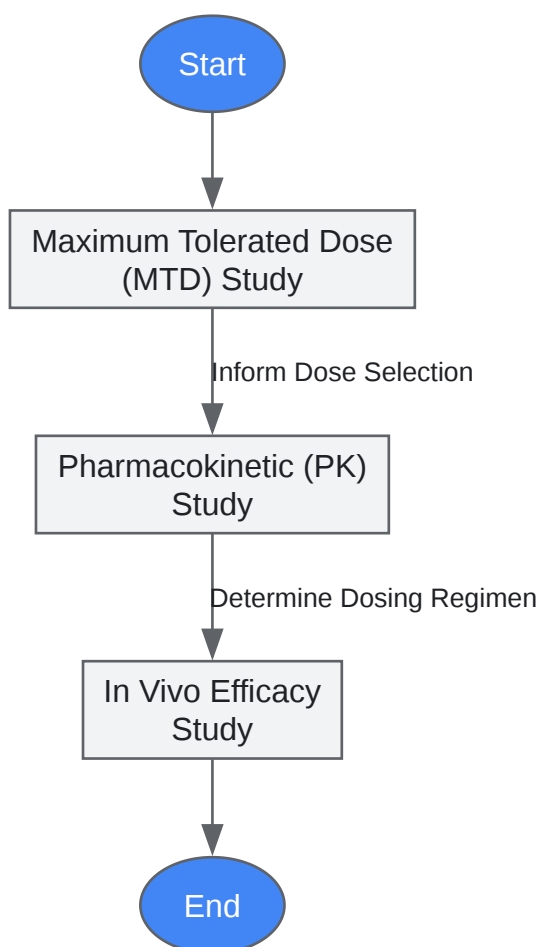 Start
Maximum Tolerated Dose
(MTD) Study
Inform Dose Selection
Pharmacokinetic (PK)
Study
Determine Dosing Regimen
In Vivo Efficacy
Study
End